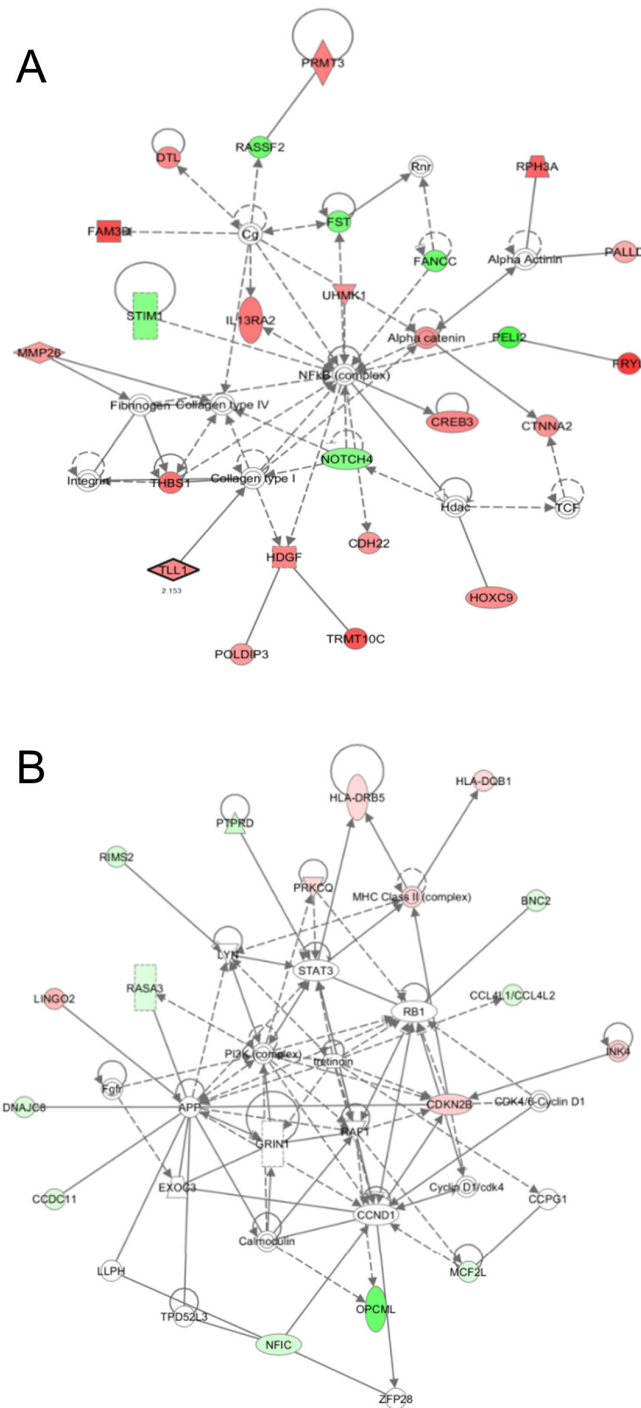 A
PRMT3
RASSF2
DTL
Rnr
RPH3A
FST
FAM3B
Cg
FANCC
Alpha Actinin
PALLD
UHMK1
STIM1
IL13RA2
Alpha catenin
PELI2
MMP26
FRYL
NFkB (complex)
Fibrinogen
Collagen type IV
CREB3
CTNNA2
NOTCH4
Integrin
THBS1
Collagen type I
Hdac
TCF
CDH22
HDGF
TLL1
2.153
HOXC9
TRMT10C
POLDIP3
B
HLA-DQB1
HLA-DRB5
PTPRD
RIMS2
PRKCQ
MHC Class II (complex)
BNC2
LYN
STAT3
RASA3
CCL4L1/CCL4L2
LINGO2
RB1
PI3K (complex)
tretinoin
INK4
Fgfr
DNAJC6
APP
CDKN2B
CDK4/6-Cyclin D1
RAF1
GRIN1
EXOC3
Cyclin D1/cdk4
CCDC11
CCND1
CCPG1
Calmodulin
LLPH
MCF2L
TPD52L3
OPCML
NFIC
ZFP28